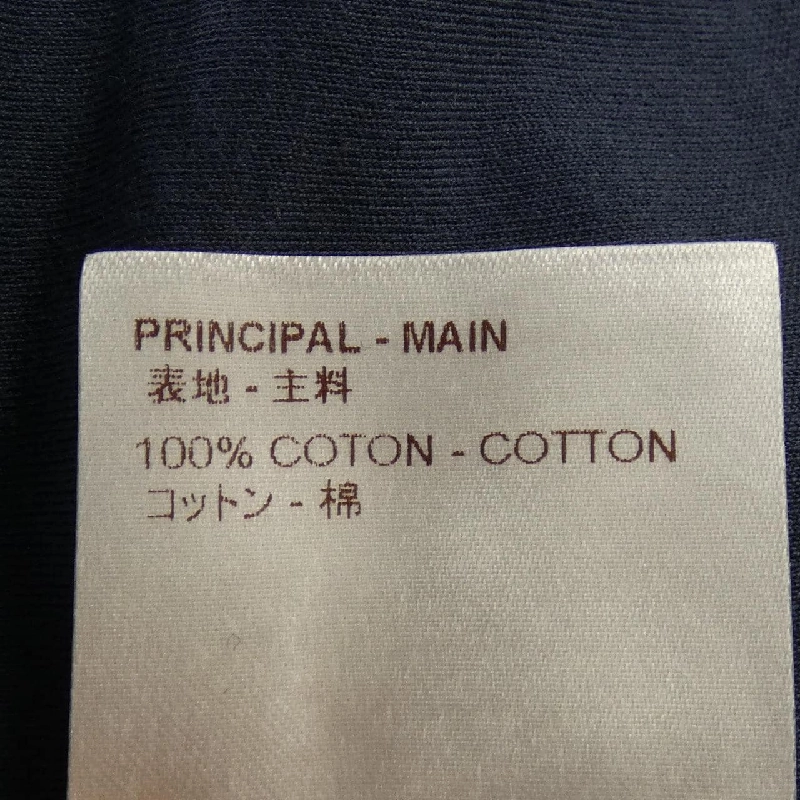 PRINCIPAL - MAIN
表地 - 主料
100% COTON - COTTON
コットン - 棉